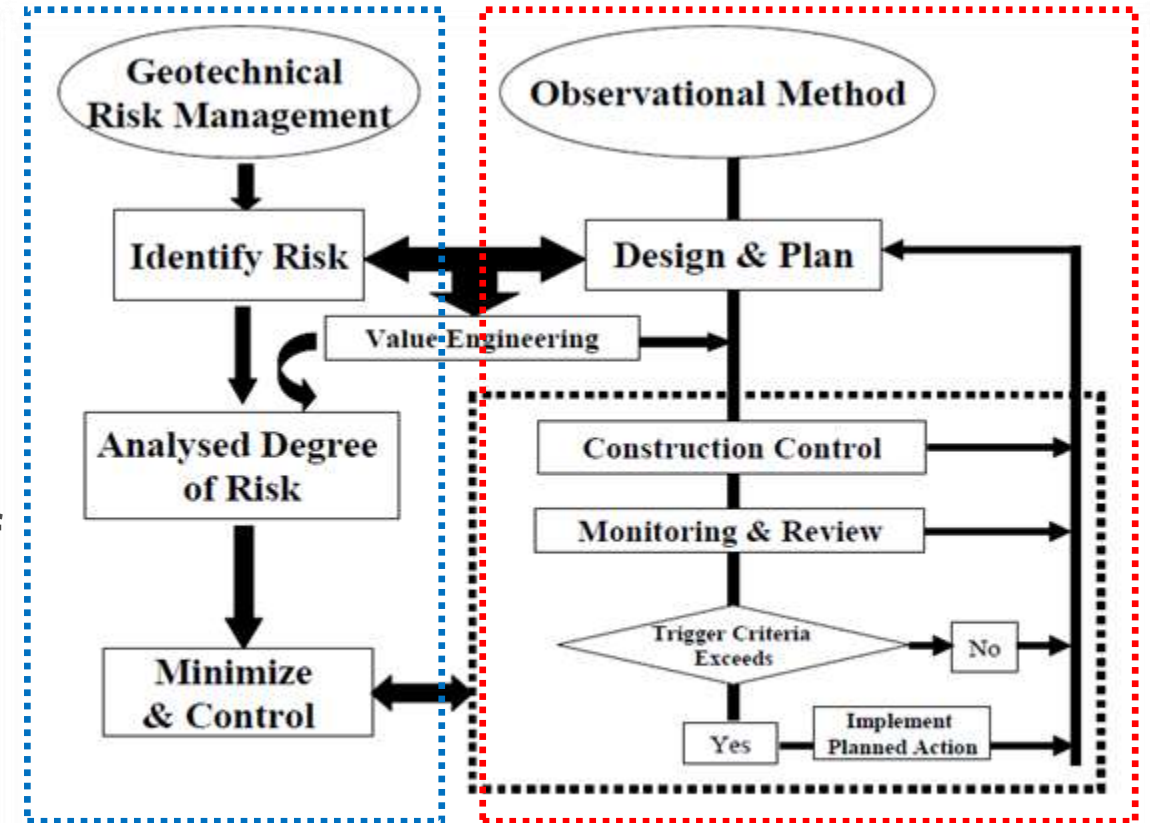 Geotechnical
Risk Management
Observational Method
Identify Risk
Design & Plan
Value Engineering
Analysed Degree
of Risk
Construction Control
Monitoring & Review
Trigger Criteria
Exceeds
No
Minimize
& Control
Yes
Implement
Planned Action